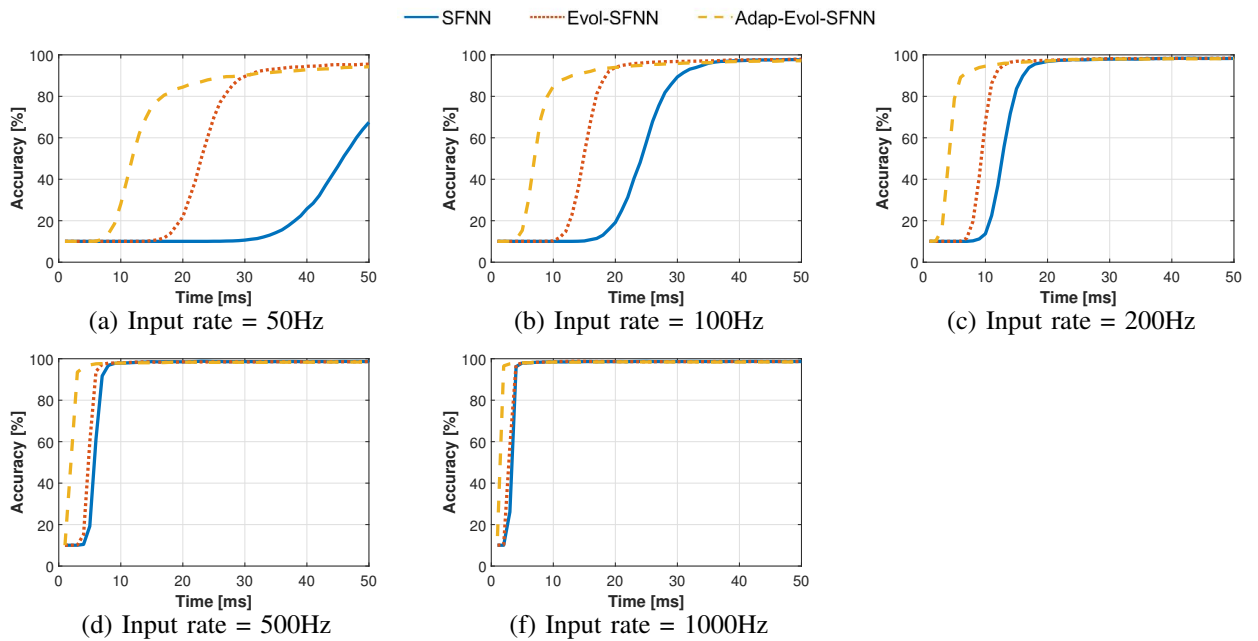 SFNN Evol-SFNN Adap-Evol-SFNN
Accuracy [%]
100
80
60
40
20
0
0 10 20 30 40 50
Time [ms]
(a) Input rate = 50Hz
Accuracy [%]
100
80
60
40
20
0
0 10 20 30 40 50
Time [ms]
(b) Input rate = 100Hz
Accuracy [%]
100
80
60
40
20
0
0 10 20 30 40 50
Time [ms]
(c) Input rate = 200Hz
Accuracy [%]
100
80
60
40
20
0
0 10 20 30 40 50
Time [ms]
(d) Input rate = 500Hz
Accuracy [%]
100
80
60
40
20
0
0 10 20 30 40 50
Time [ms]
(f) Input rate = 1000Hz